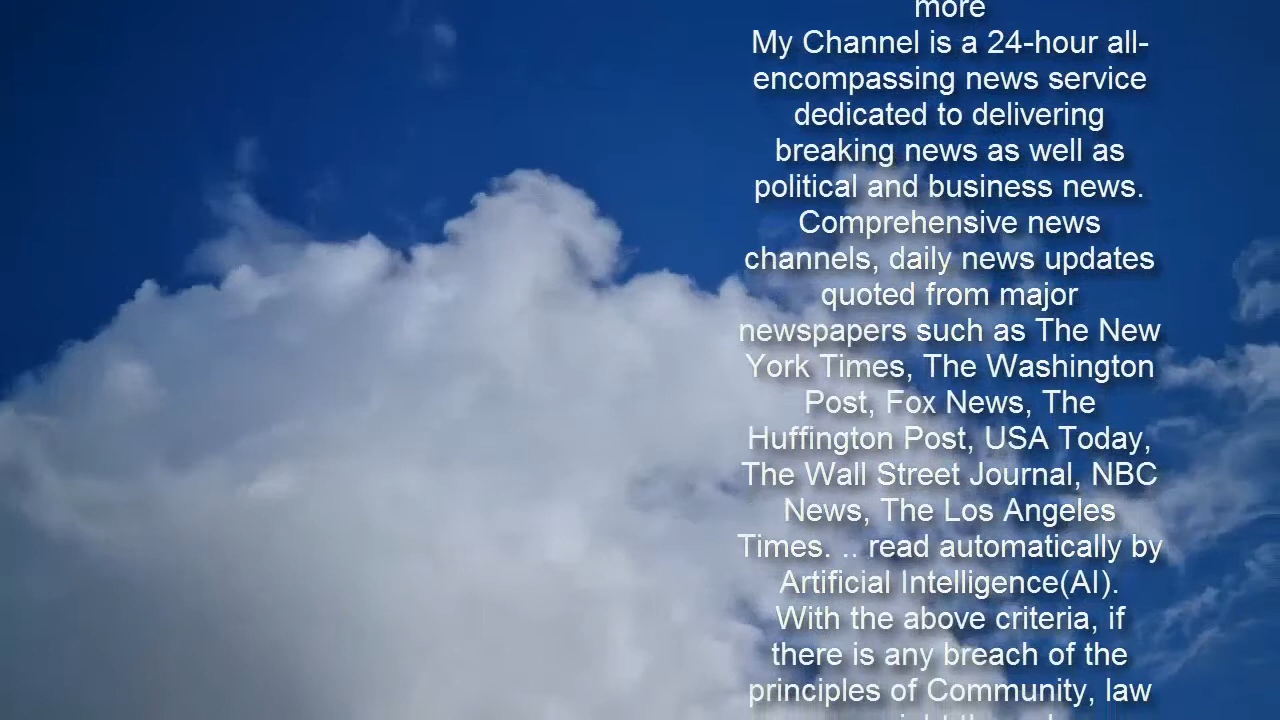 more
My Channel is a 24-hour all-
encompassing news service
dedicated to delivering
breaking news as well as
political and business news.
Comprehensive news
channels, daily news updates
quoted from major
newspapers such as The New
York Times, The Washington
Post, Fox News, The
Huffington Post, USA Today,
The Wall Street Journal, NBC
News, The Los Angeles
Times. .. read automatically by
Artificial Intelligence(AI).
With the above criteria, if
there is any breach of the
principles of Community, law